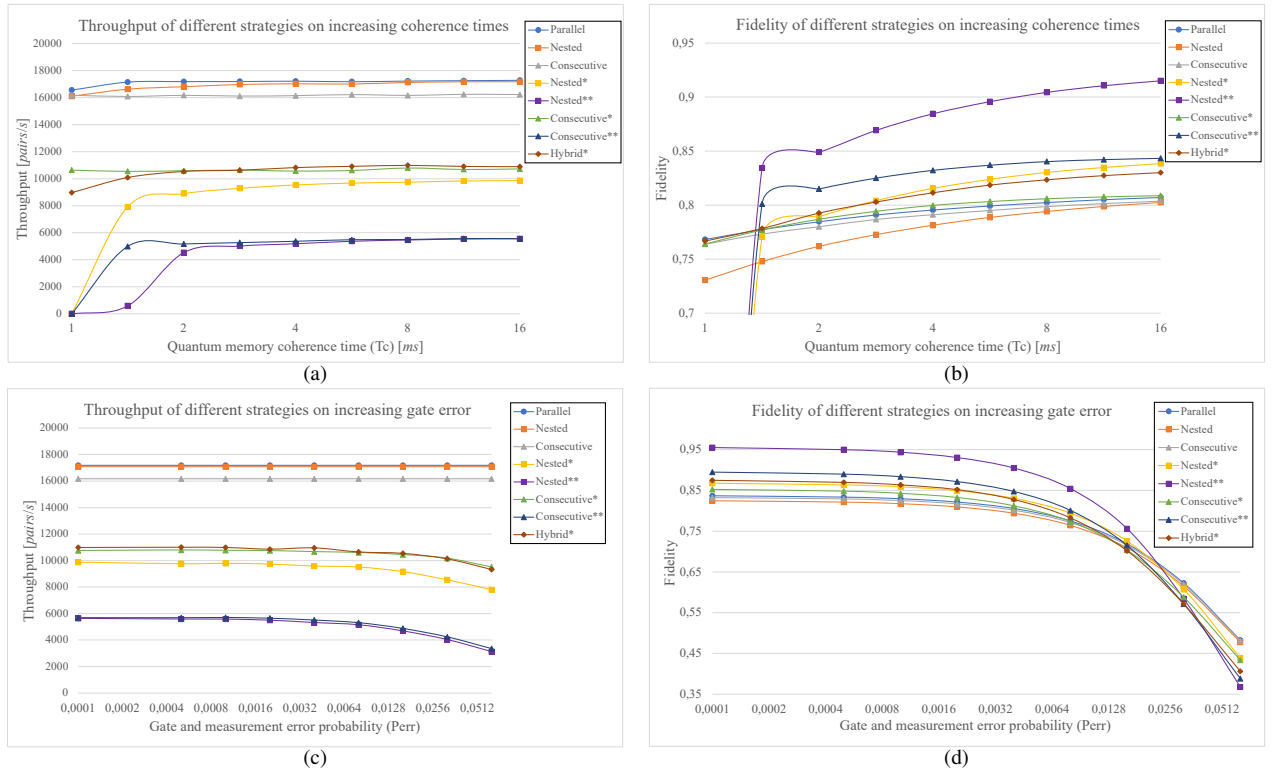 Throughput of different strategies on increasing coherence times
20000
18000
16000
14000
12000
10000
8000
6000
4000
2000
0
Throughput [pairs/s]
1
2
4
8
16
Quantum memory coherence time (Tc) [ms]
Parallel
Nested
Consecutive
Nested*
Nested**
Consecutive*
Consecutive**
Hybrid*
(a)
Fidelity of different strategies on increasing coherence times
0,95
0,9
0,85
0,8
0,75
0,7
Fidelity
1
2
4
8
16
Quantum memory coherence time (Tc) [ms]
Parallel
Nested
Consecutive
Nested*
Nested**
Consecutive*
Consecutive**
Hybrid*
(b)
Throughput of different strategies on increasing gate error
20000
18000
16000
14000
12000
10000
8000
6000
4000
2000
0
Throughput [pairs/s]
0,0001
0,0002
0,0004
0,0008
0,0016
0,0032
0,0064
0,0128
0,0256
0,0512
Gate and measurement error probability (Perr)
Parallel
Nested
Consecutive
Nested*
Nested**
Consecutive*
Consecutive**
Hybrid*
(c)
Fidelity of different strategies on increasing gate error
0,95
0,85
0,75
0,65
0,55
0,45
0,35
Fidelity
0,0001
0,0002
0,0004
0,0008
0,0016
0,0032
0,0064
0,0128
0,0256
0,0512
Gate and measurement error probability (Perr)
Parallel
Nested
Consecutive
Nested*
Nested**
Consecutive*
Consecutive**
Hybrid*
(d)